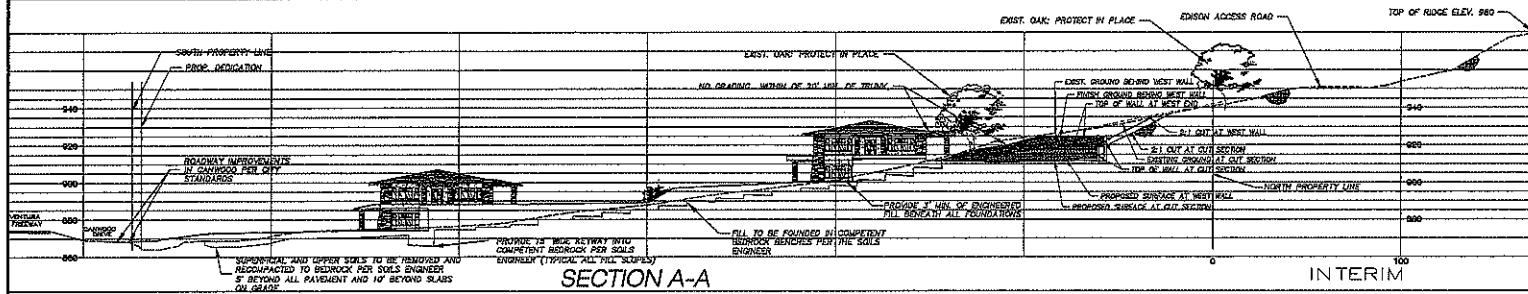 TOP OF RIDGE ELEV. 980
EXIST. OAK: PROTECT IN PLACE
EDISON ACCESS ROAD
SOUTH PROPERTY LINE
EXIST. OAK: PROTECT IN PLACE
PROP. DEDICATION
NO GRADING WITHIN OF 20' MIN. OF TRUNK
EXIST. GROUND BEHIND WEST WALL
FINISH GROUND BEHIND WEST WALL
TOP OF WALL AT WEST END
940
940
2:1 CUT AT WEST WALL
920
920
2:1 CUT AT CUT SECTION
EXISTING GROUND AT CUT SECTION
TOP OF WALL AT CUT SECTION
ROADWAY IMPROVEMENTS
IN CANWOOD PER CITY
STANDARDS
900
900
NORTH PROPERTY LINE
PROPOSED SURFACE AT WEST WALL
PROPOSED SURFACE AT CUT SECTION
PROVIDE 3' MIN. OF ENGINEERED
FILL BENEATH ALL FOUNDATIONS
VENTURA
FREEWAY
CANWOOD
DRIVE
880
880
FILL TO BE FOUNDED IN COMPETENT
BEDROCK BENCHES PER THE SOILS
ENGINEER
PROVIDE 15' WIDE KEYWAY INTO
COMPETENT BEDROCK PER SOILS
ENGINEER (TYPICAL ALL FILL SLOPES)
860
SUPERFICIAL AND UPPER SOILS TO BE REMOVED AND
RECOMPACTED TO BEDROCK PER SOILS ENGINEER
5' BEYOND ALL PAVEMENT AND 10' BEYOND SLABS
ON GRADE
0
100
SECTION A-A
INTERIM